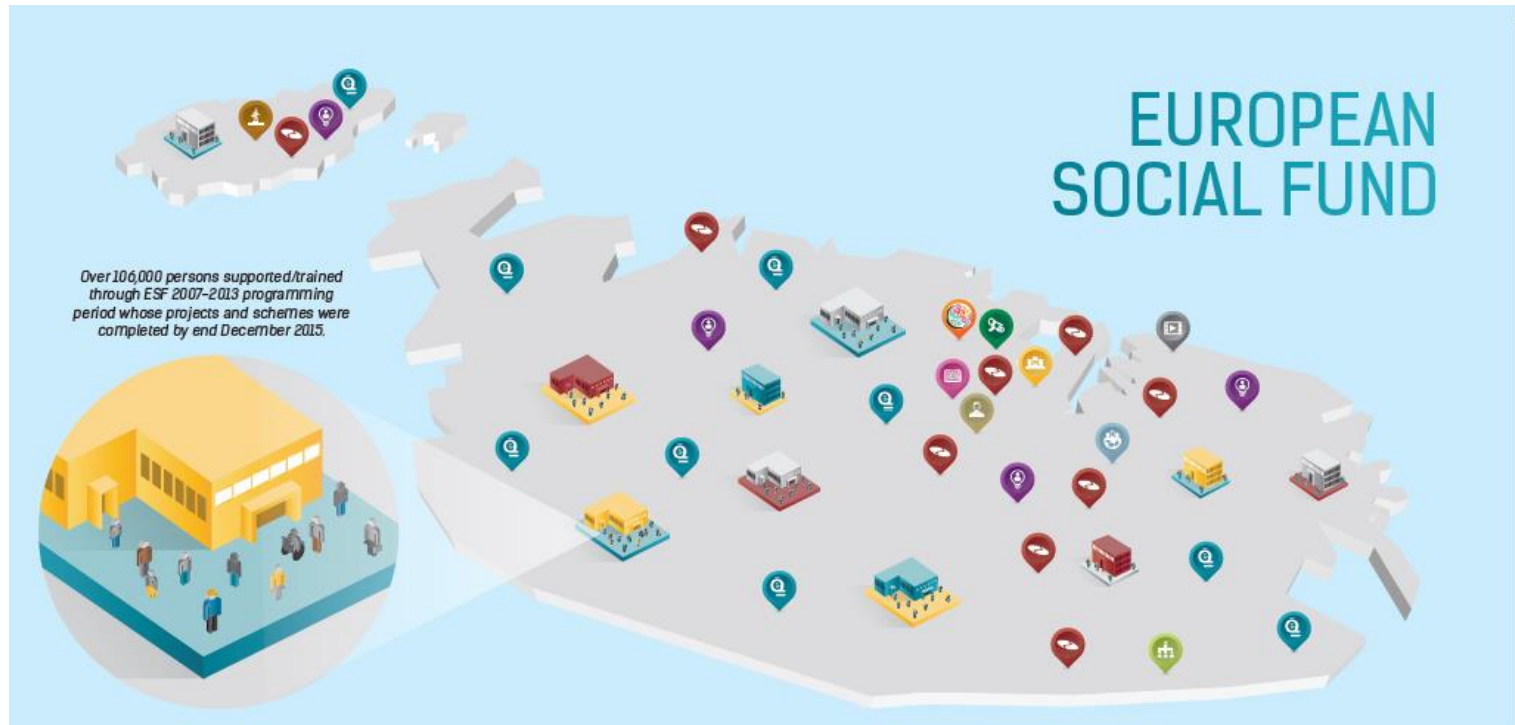 EUROPEAN
SOCIAL FUND
Over 106,000 persons supported/trained
through ESF 2007-2013 programming
period whose projects and schemes were
completed by end December 2015.